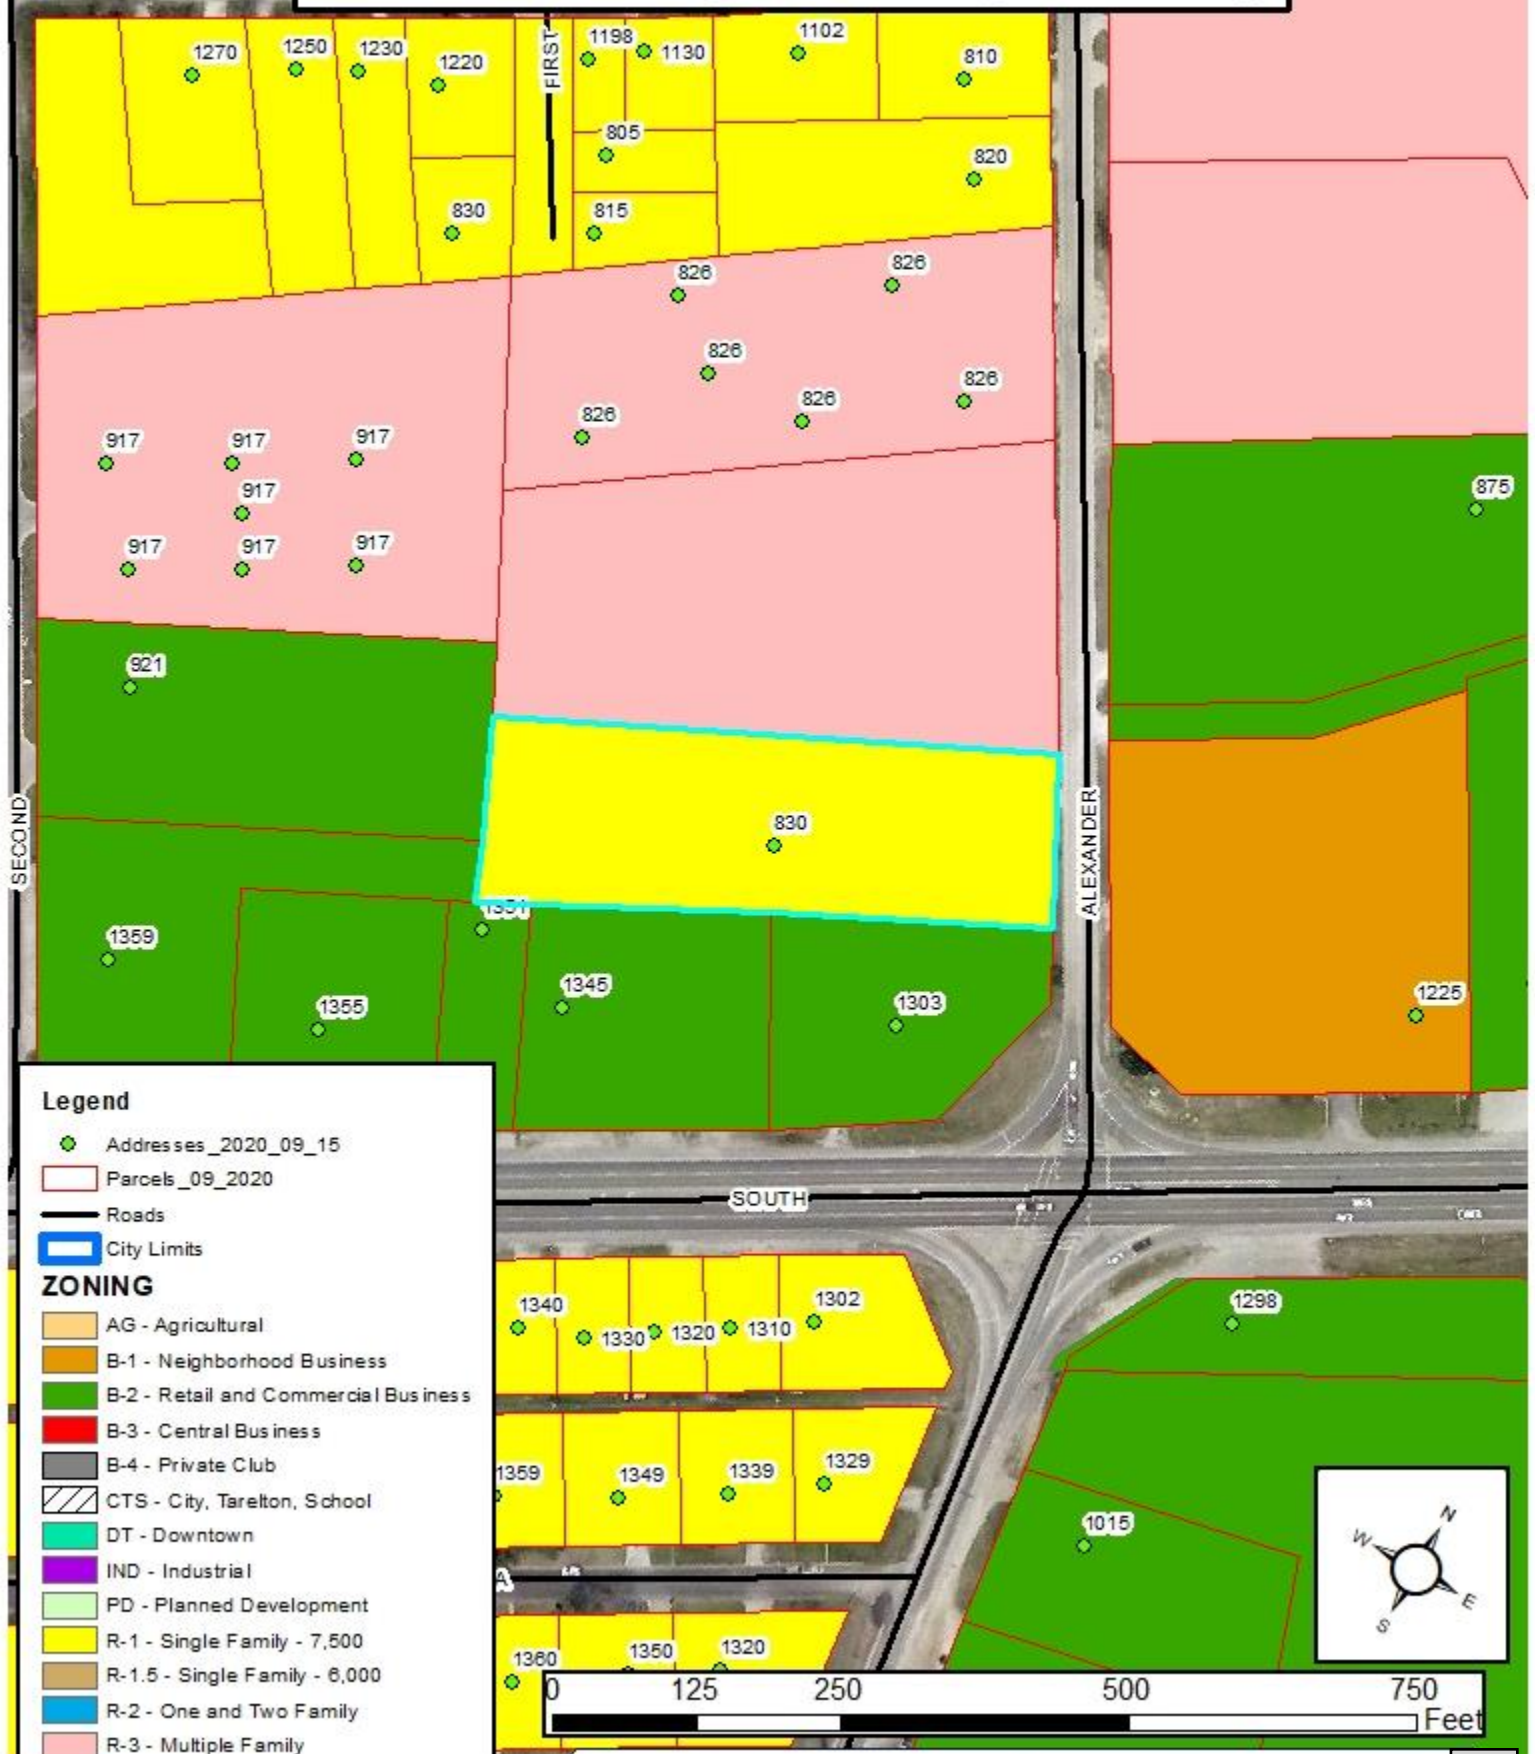 1270
1250
1230
1220
FIRST
1198
1130
1102
810
805
820
830
815
826
826
826
826
826
826
917
917
917
917
917
917
917
875
921
SECOND
830
ALEXANDER
1351
1359
1355
1345
1303
1225
SOUTH
1340
1330
1320
1310
1302
1298
1359
1349
1339
1329
1015
A
1360
1350
1320
Legend
Addresses_2020_09_15
Parcels_09_2020
Roads
City Limits
ZONING
AG - Agricultural
B-1 - Neighborhood Business
B-2 - Retail and Commercial Business
B-3 - Central Business
B-4 - Private Club
CTS - City, Tarelton, School
DT - Downtown
IND - Industrial
PD - Planned Development
R-1 - Single Family - 7,500
R-1.5 - Single Family - 6,000
R-2 - One and Two Family
R-3 - Multiple Family
N
W
E
S
0 125 250 500 750
Feet